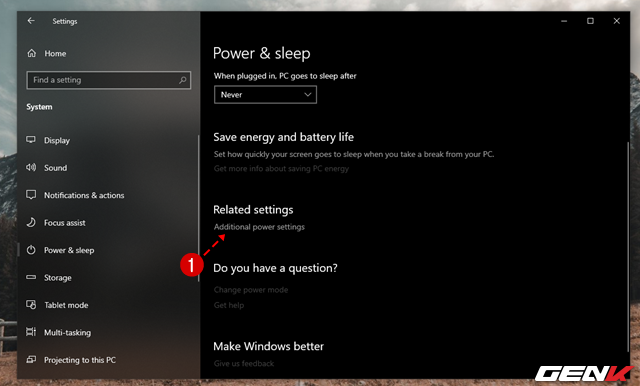 Settings
Home
Find a setting
System
Display
Sound
Notifications & actions
Focus assist
Power & sleep
Storage
Tablet mode
Multi-tasking
Projecting to this PC
Power & sleep
When plugged in, PC goes to sleep after
Never
Save energy and battery life
Set how quickly your screen goes to sleep when you take a break from your PC.
Get more info about saving PC energy
Related settings
Additional power settings
1
Do you have a question?
Change power mode
Get help
Make Windows better
Give us feedback
GENK